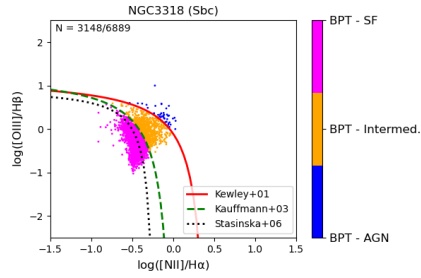 NGC3318 (Sbc)
N = 3148/6889
log([OIII]/Hβ)
2
1
0
−1
−2
−1.5
−1.0
−0.5
0.0
0.5
1.0
1.5
log([NII]/Hα)
Kewley+01
Kauffmann+03
Stasinska+06
BPT - SF
BPT - Intermed.
BPT - AGN